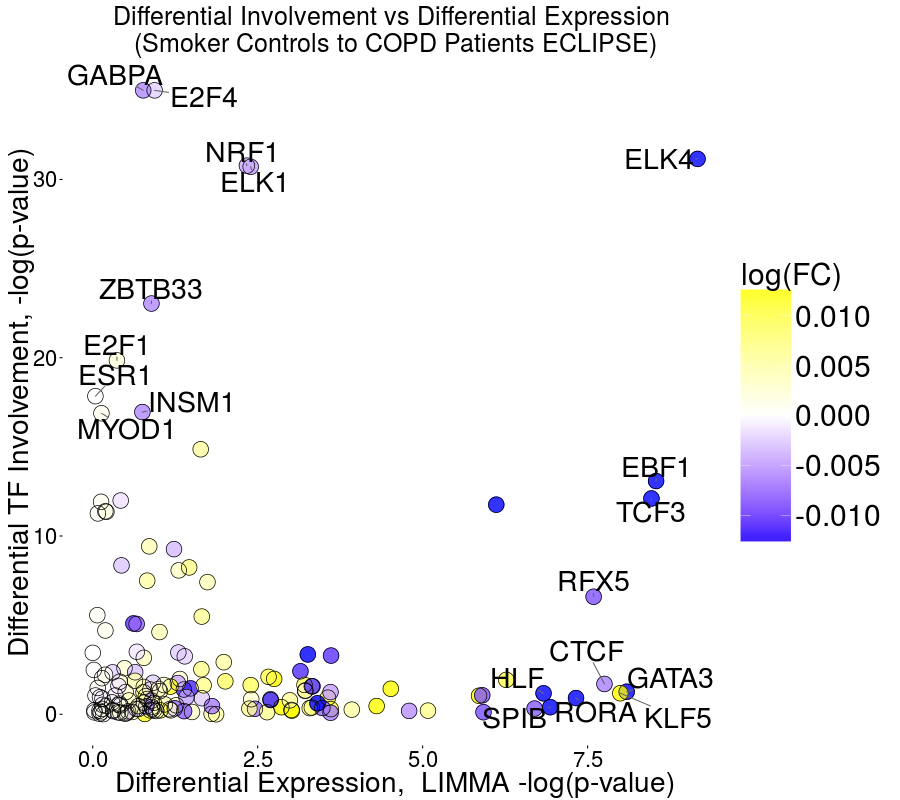 Differential Involvement vs Differential Expression
(Smoker Controls to COPD Patients ECLIPSE)
GABPA
E2F4
NRF1
ELK4
ELK1
ZBTB33
E2F1
ESR1
INSM1
MYOD1
EBF1
TCF3
RFX5
CTCF
HLF
GATA3
SPIB
RORA
KLF5
Differential TF Involvement, -log(p-value)
30
20
10
0
0.0
2.5
5.0
7.5
Differential Expression, LIMMA -log(p-value)
log(FC)
0.010
0.005
0.000
-0.005
-0.010